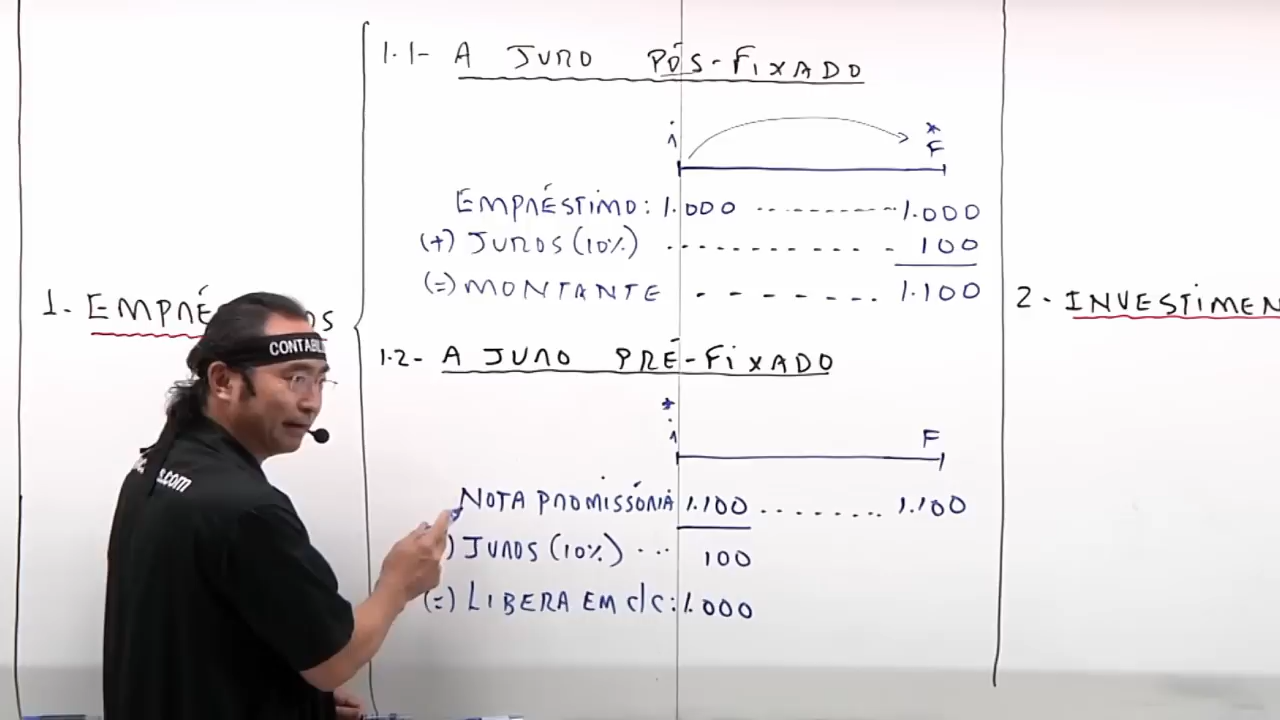 1.1- A JURO PÓS-FIXADO
i F
*
EMPRÉSTIMO: 1.000 ---------- 1.000
(+) JUROS (10%) ........... 100
(=) MONTANTE - - - - - - 1.100
1. EMPRÉ OS
2. INVESTIMEN
CONTABIL
1.2- A JURO PRÉ-FIXADO
*
i F
NOTA PROMISSÓRIA 1.100 ........ 1.100
) JUROS (10%) ... 100
(=) LIBERA EM c/c: 1.000
s.com